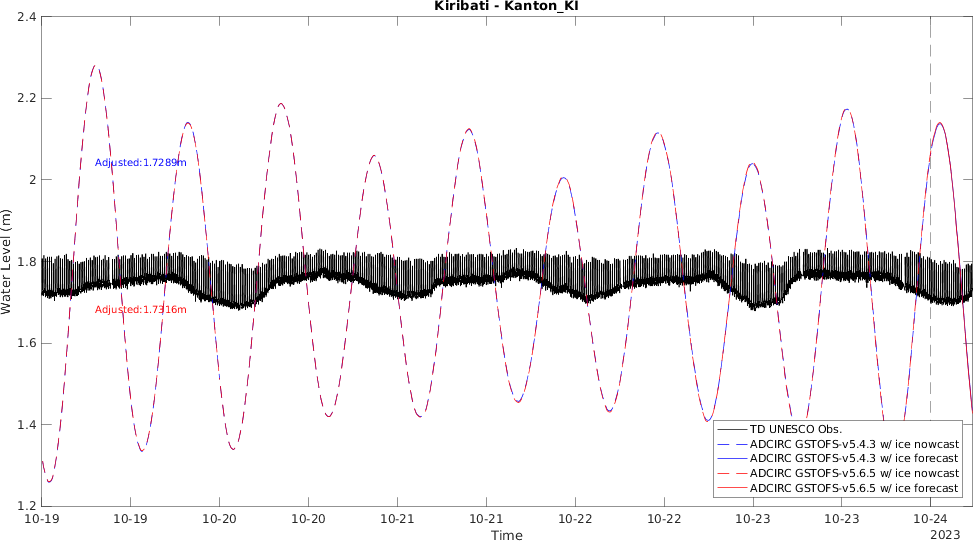 Kiribati - Kanton_KI
2.4
2.2
2
1.8
1.6
1.4
1.2
Water Level (m)
Adjusted:1.7289m
Adjusted:1.7316m
TD UNESCO Obs.
ADCIRC GSTOFS-v5.4.3 w/ ice nowcast
ADCIRC GSTOFS-v5.4.3 w/ ice forecast
ADCIRC GSTOFS-v5.6.5 w/ ice nowcast
ADCIRC GSTOFS-v5.6.5 w/ ice forecast
10-19 10-19 10-20 10-20 10-21 10-21 10-22 10-22 10-23 10-23 10-24
Time
2023